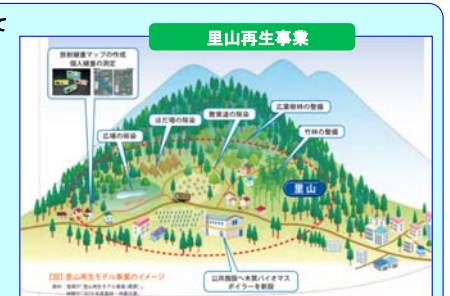 て
里山再生事業
放射線量マップの作成
個人線量の測定
広葉樹林の整備
散策道の除染
ほだ場の除染
竹林の整備
広場の除染
里山
【図】里山再生モデル事業のイメージ
公共施設へ木質バイオマス
ボイラーを新設